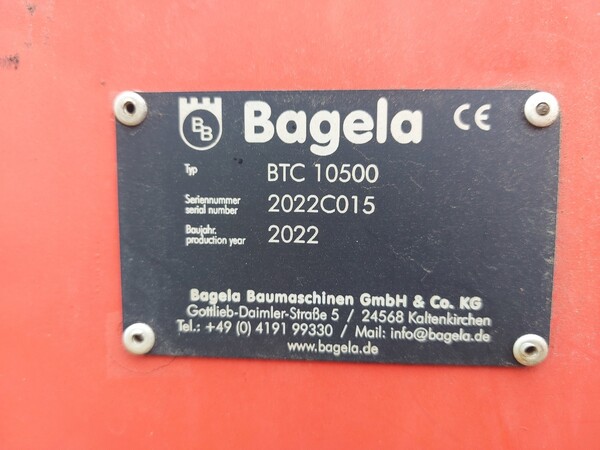 BB
Bagela CE
Typ BTC 10500
Seriennummer
serial number 2022C015
Baujahr.
production year 2022
Bagela Baumaschinen GmbH & Co. KG
Gottlieb-Daimler-Straße 5 / 24568 Kaltenkirchen
Tel.: +49 (0) 4191 99330 / Mail: info@bagela.de
www.bagela.de